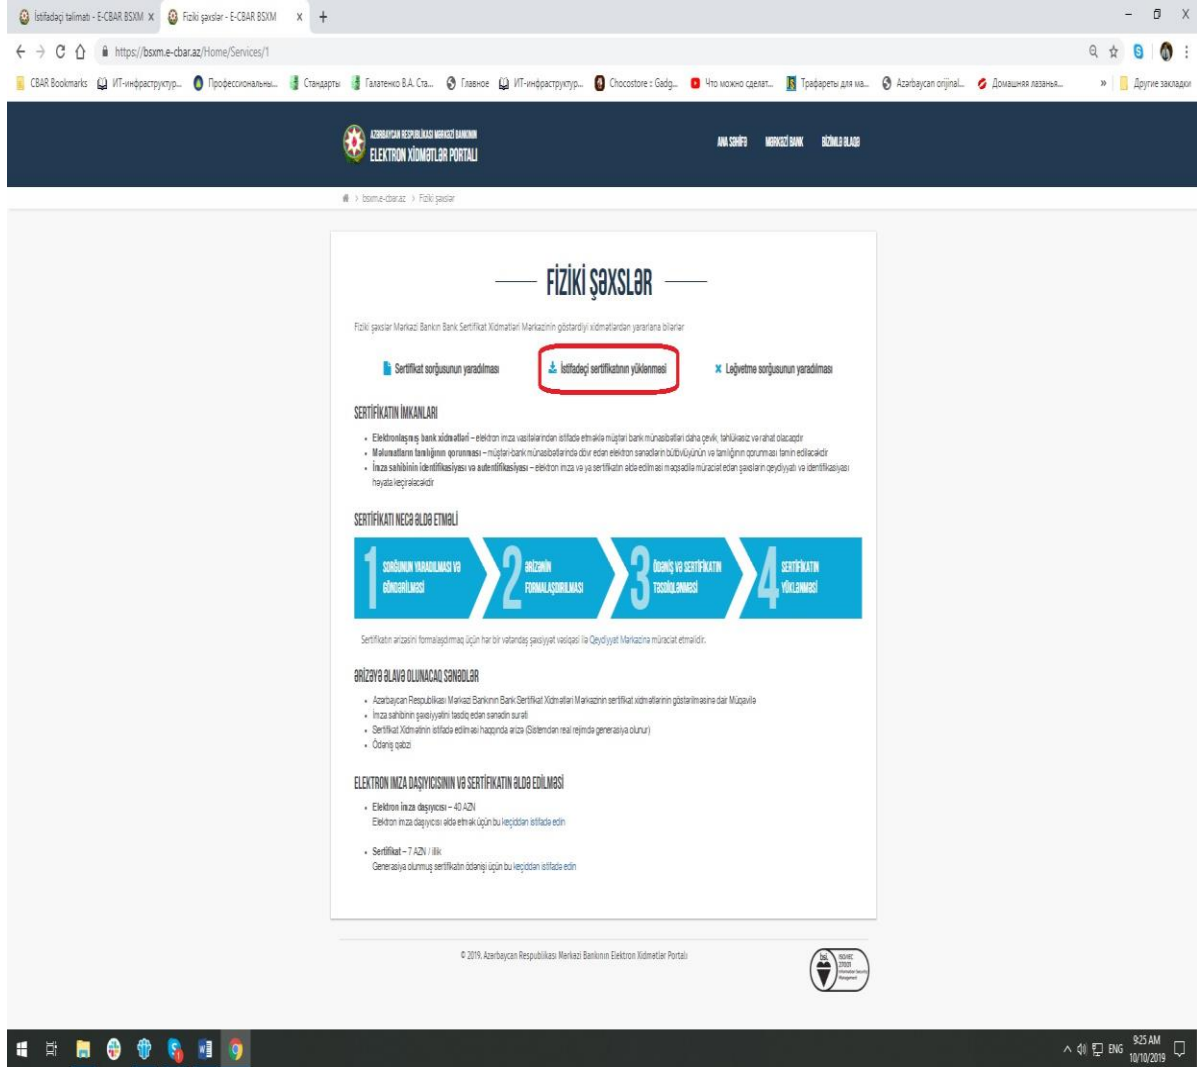 İstifadəçi təlimatı - E-CBAR BSXM
Fiziki şəxslər - E-CBAR BSXM
https://bsxm.e-cbar.az/Home/Services/1
CBAR Bookmarks
ИТ-инфраструктур...
Профессиональны...
Стандарты
Галатенко В.А. Ста...
Главное
ИТ-инфраструктур...
Chocostore :: Gadg...
Что можно сделат...
Трафареты для ма...
Azərbaycan orijinal...
Домашняя лазанья...
»
Другие закладки
AZƏRBAYCAN RESPUBLİKASI MƏRKƏZİ BANKININ
ELEKTRON XİDMƏTLƏR PORTALI
ANA SƏHİFƏ
MƏRKƏZİ BANK
BİZİMLƏ ƏLAQƏ
> bsxm.e-cbar.az > Fiziki şəxslər
FİZİKİ ŞƏXSLƏR
Fiziki şəxslər Mərkəzi Bankın Bank Sertifikat Xidmətləri Mərkəzinin göstərdiyi xidmətlərdən yararlana bilərlər
Sertifikat sorğusunun yaradılması
İstifadəçi sertifikatının yüklənməsi
Ləğvetmə sorğusunun yaradılması
SERTİFİKATIN İMKANLARI
• Elektronlaşmış bank xidmətləri – elektron imza vasitələrindən istifadə etməklə müştəri bank münasibətləri daha çevik, təhlükəsiz və rahat olacaqdır
• Məlumatların tamlığının qorunması – müştəri-bank münasibətlərində dövr edən elektron sənədlərin bütövlüyünün və tamlığının qorunması təmin ediləcəkdir
• İmza sahibinin identifikasiyası və autentifikasiyası – elektron imza və ya sertifikatın əldə edilməsi məqsədilə müraciət edən şəxslərin qeydiyyatı və identifikasiyası
həyata keçiriləcəkdir
SERTİFİKATI NECƏ ƏLDƏ ETMƏLİ
1 SORĞUNUN YARADILMASI VƏ
GÖNDƏRİLMƏSİ
2 ƏRİZƏNİN
FORMALAŞDIRILMASI
3 ÖDƏNİŞ VƏ SERTİFİKATIN
TƏSDİQLƏNMƏSİ
4 SERTİFİKATIN
YÜKLƏNMƏSİ
Sertifikatın ərizəsini formalaşdırmaq üçün hər bir vətəndaş şəxsiyyət vəsiqəsi ilə Qeydiyyat Mərkəzinə müraciət etməlidir.
ƏRİZƏYƏ ƏLAVƏ OLUNACAQ SƏNƏDLƏR
• Azərbaycan Respublikası Mərkəzi Bankının Bank Sertifikat Xidmətləri Mərkəzinin sertifikat xidmətlərinin göstərilməsinə dair Müqavilə
• İmza sahibinin şəxsiyyətini təsdiq edən sənədin surəti
• Sertifikat Xidmətinin istifadə edilməsi haqqında ərizə (Sistemdən real rejimdə generasiya olunur)
• Ödəniş qəbzi
ELEKTRON IMZA DAŞIYICISININ VƏ SERTİFİKATIN ƏLDƏ EDİLMƏSİ
• Elektron imza daşıyıcısı – 40 AZN
Elektron imza daşıyıcısı əldə etmək üçün bu keçiddən istifadə edin
• Sertifikat – 7 AZN / illik
Generasiya olunmuş sertifikatın ödənişi üçün bu keçiddən istifadə edin
© 2019. Azərbaycan Respublikası Mərkəzi Bankının Elektron Xidmətlər Portalı
bsi.
ISO/IEC
27001
Information Security
Management
ENG
9:25 AM
10/10/2019